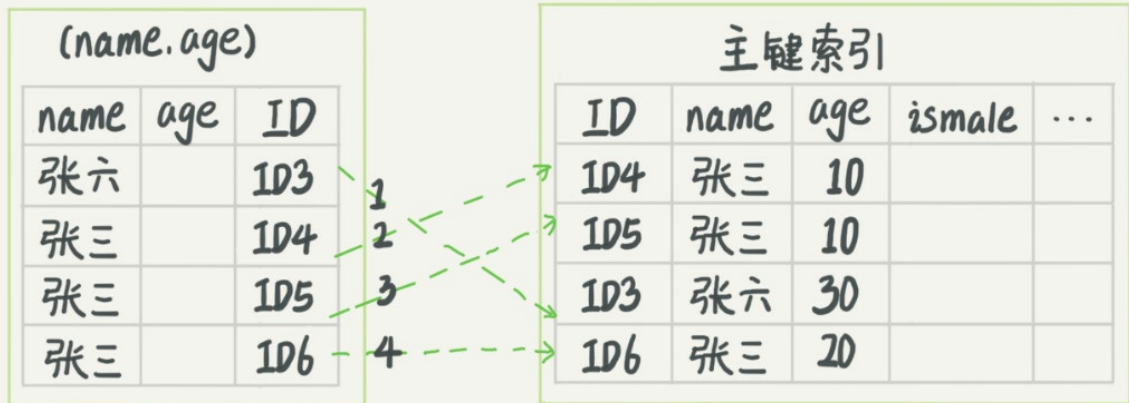 (name.age)
name age ID
张六 ID3
张三 ID4
张三 ID5
张三 ID6
1
2
3
4
主键索引
ID name age ismale ...
ID4 张三 10
ID5 张三 10
ID3 张六 30
ID6 张三 20